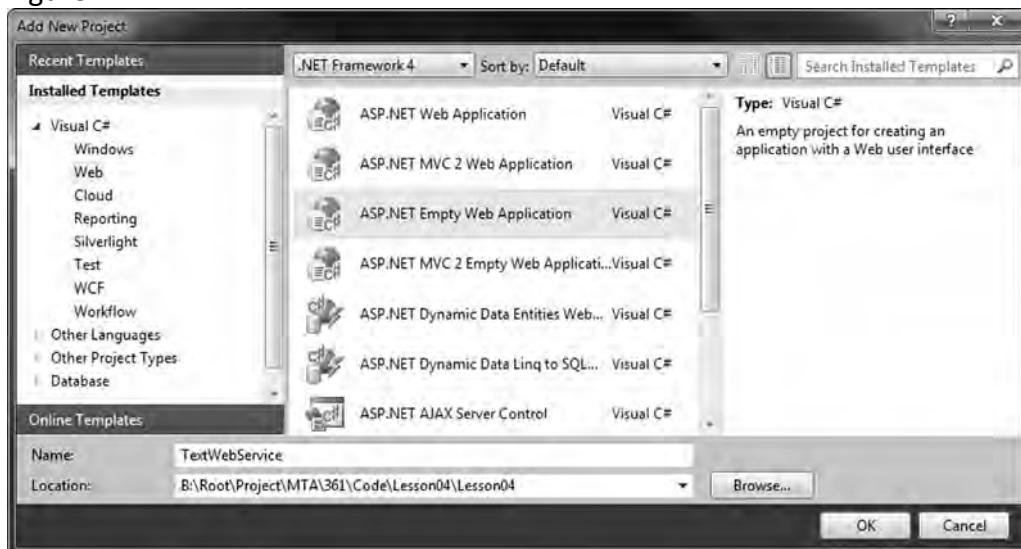 Add New Project
Recent Templates
.NET Framework 4
Sort by: Default
Search Installed Templates
Installed Templates
Visual C#
Windows
Web
Cloud
Reporting
Silverlight
Test
WCF
Workflow
Other Languages
Other Project Types
Database
Online Templates
ASP.NET Web Application Visual C#
ASP.NET MVC 2 Web Application Visual C#
ASP.NET Empty Web Application Visual C#
ASP.NET MVC 2 Empty Web Applicati...Visual C#
ASP.NET Dynamic Data Entities Web... Visual C#
ASP.NET Dynamic Data Linq to SQL... Visual C#
ASP.NET AJAX Server Control Visual C#
Type: Visual C#
An empty project for creating an
application with a Web user interface
Name: TextWebService
Location: B:\Root\Project\MTA\361\Code\Lesson04\Lesson04
Browse...
OK Cancel